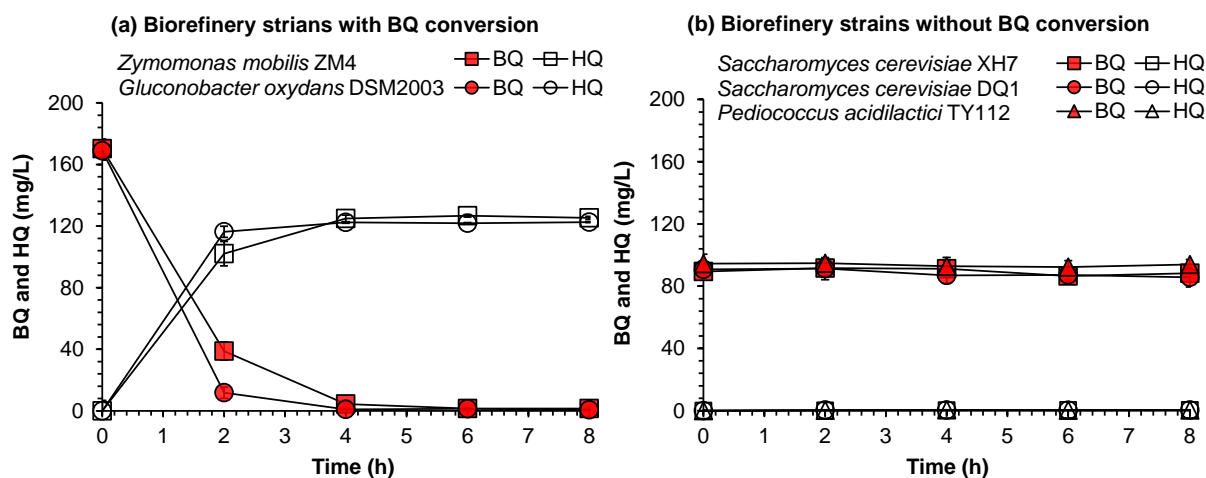 (a) Biorefinery strians with BQ conversion
Zymomonas mobilis ZM4 BQ HQ
Gluconobacter oxydans DSM2003 BQ HQ
200
160
120
80
40
0
BQ and HQ (mg/L)
0 1 2 3 4 5 6 7 8
Time (h)
(b) Biorefinery strains without BQ conversion
Saccharomyces cerevisiae XH7 BQ HQ
Saccharomyces cerevisiae DQ1 BQ HQ
Pediococcus acidilactici TY112 BQ HQ
200
160
120
80
40
0
BQ and HQ (mg/L)
0 1 2 3 4 5 6 7 8
Time (h)